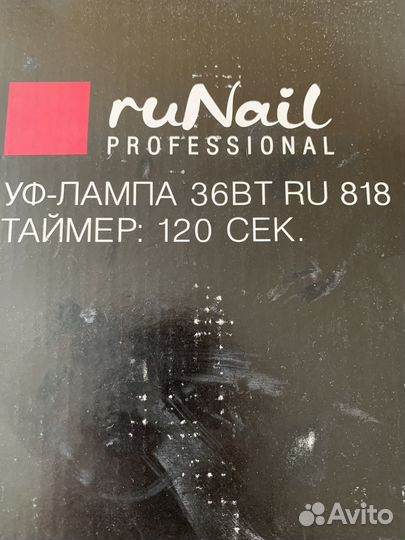 ruNail
PROFESSIONAL
УФ-ЛАМПА 36ВТ RU 818
ТАЙМЕР: 120 СЕК.
Avito